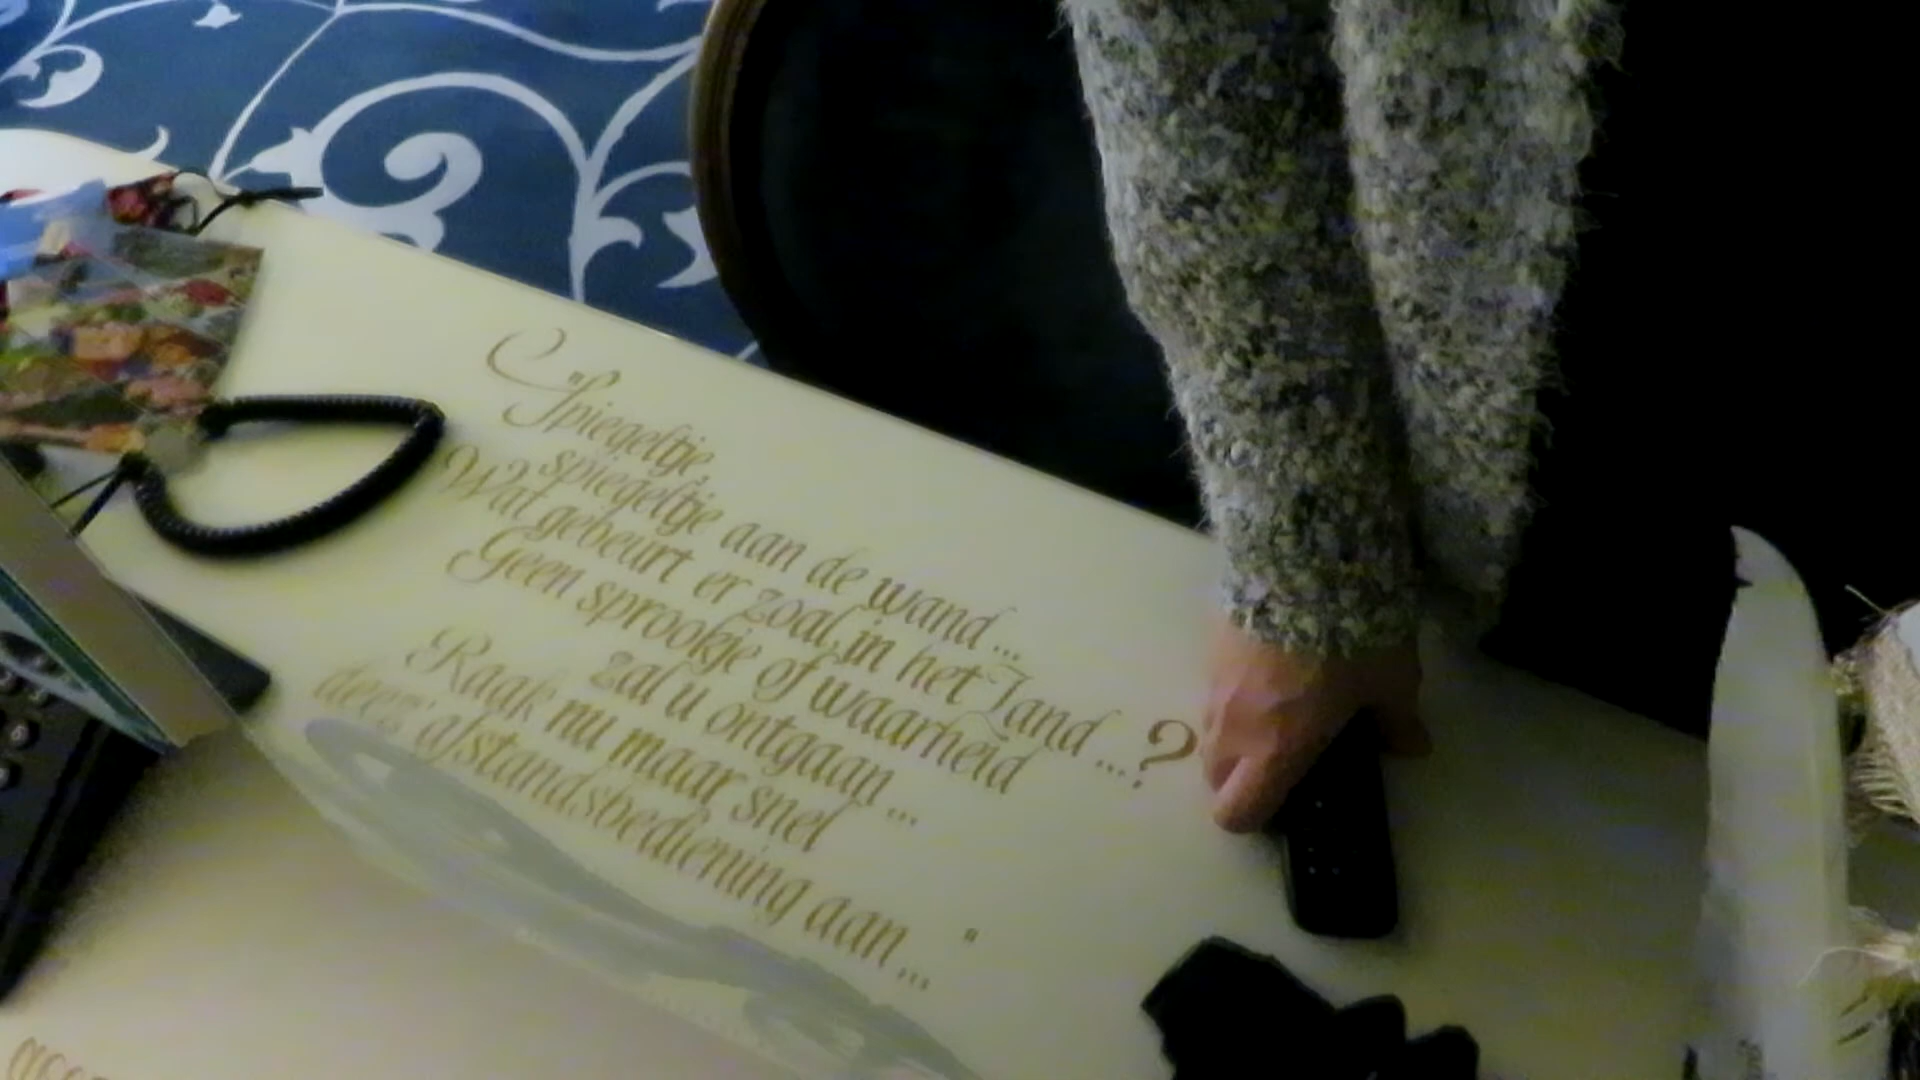 "Spiegeltje,
spiegeltje aan de wand...
Wat gebeurt er zoal in het land...?
Geen sprookje of waarheid
zal u ontgaan...
Raak nu maar snel
deez' afstandsbediening aan..."